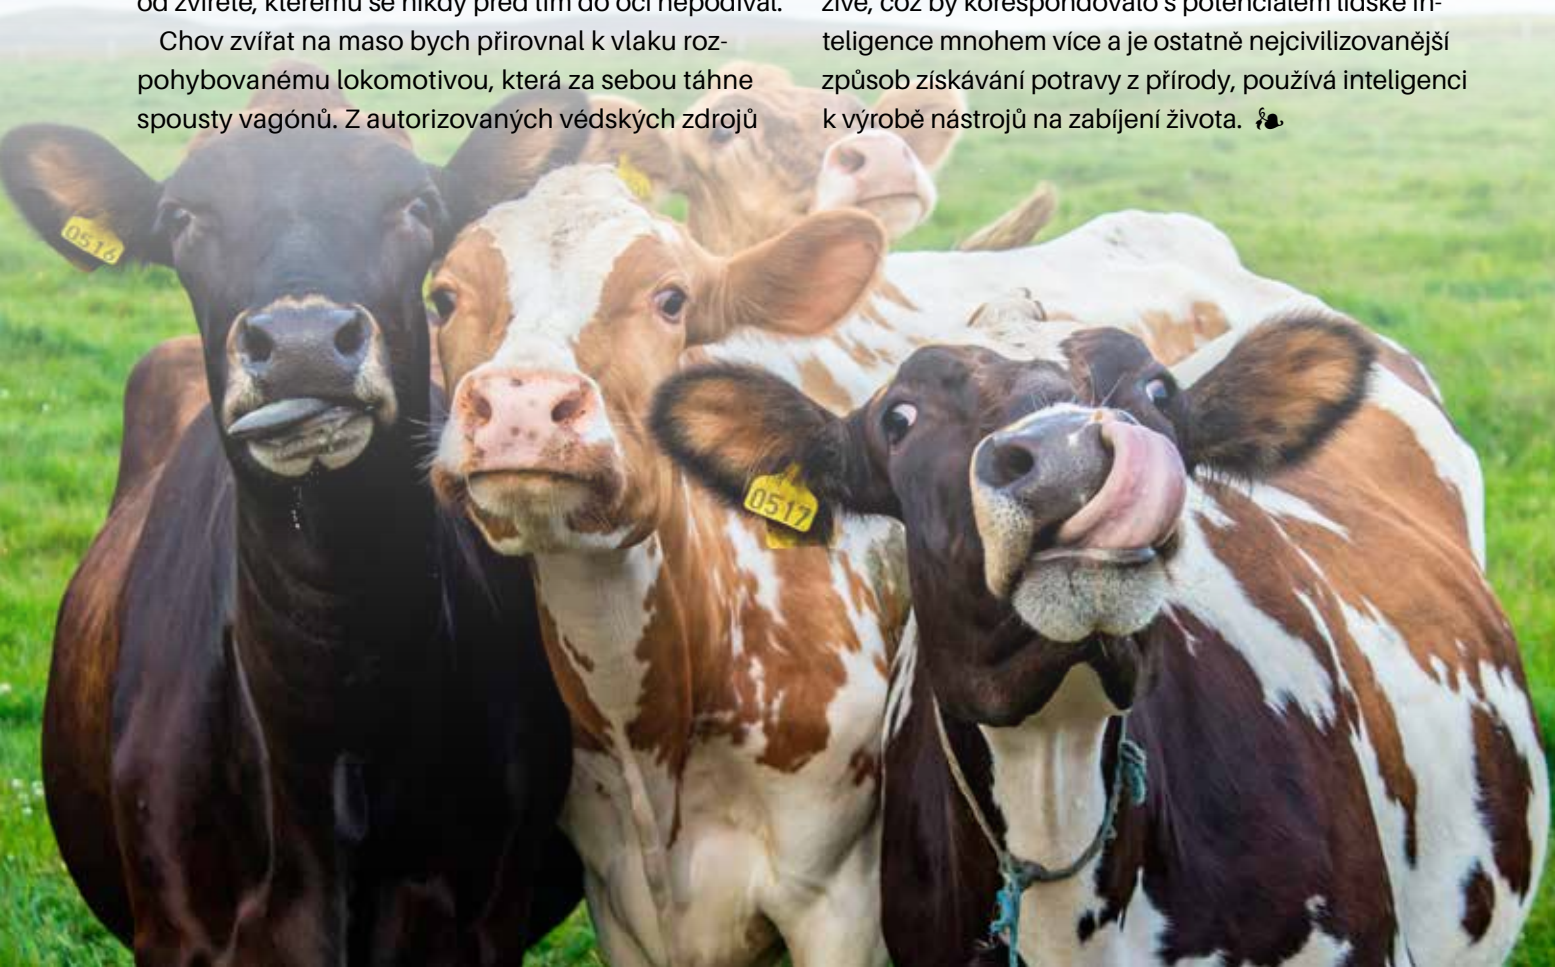 od zvířete, kterému se nikdy před tím do očí nepodíval.
Chov zvířat na maso bych přirovnal k vlaku roz-
pohybovanému lokomotivou, která za sebou táhne
spousty vagónů. Z autorizovaných védských zdrojů
živě, což by korespondovalo s potenciálem lidské in-
teligence mnohem více a je ostatně nejcivilizovanější
způsob získávání potravy z přírody, používá inteligenci
k výrobě nástrojů na zabíjení života.
0516
0517